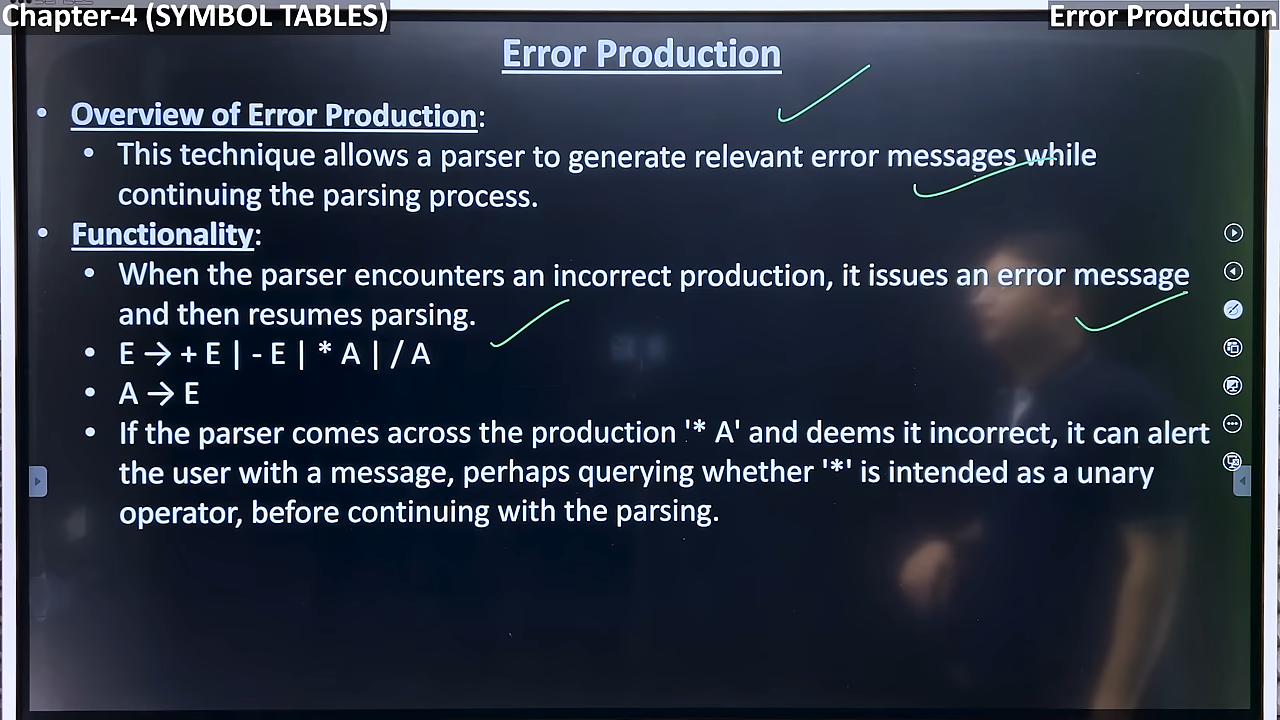 Chapter-4 (SYMBOL TABLES)
Error Production
Error Production
• Overview of Error Production:
• This technique allows a parser to generate relevant error messages while
continuing the parsing process.
• Functionality:
• When the parser encounters an incorrect production, it issues an error message
and then resumes parsing.
• E → + E | - E | * A | / A
• A → E
• If the parser comes across the production '* A' and deems it incorrect, it can alert
the user with a message, perhaps querying whether '*' is intended as a unary
operator, before continuing with the parsing.